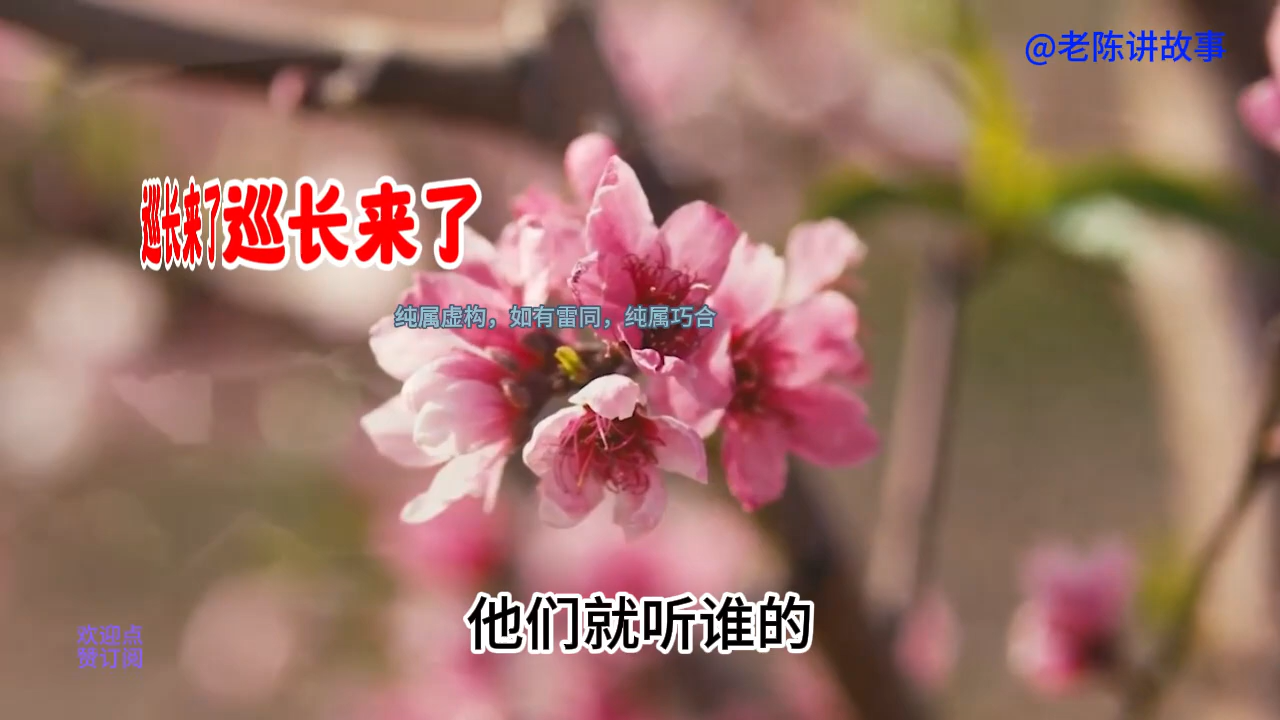 @老陈讲故事
巡长来了巡长来了
纯属虚构，如有雷同，纯属巧合
他们就听谁的
欢迎点
赞订阅